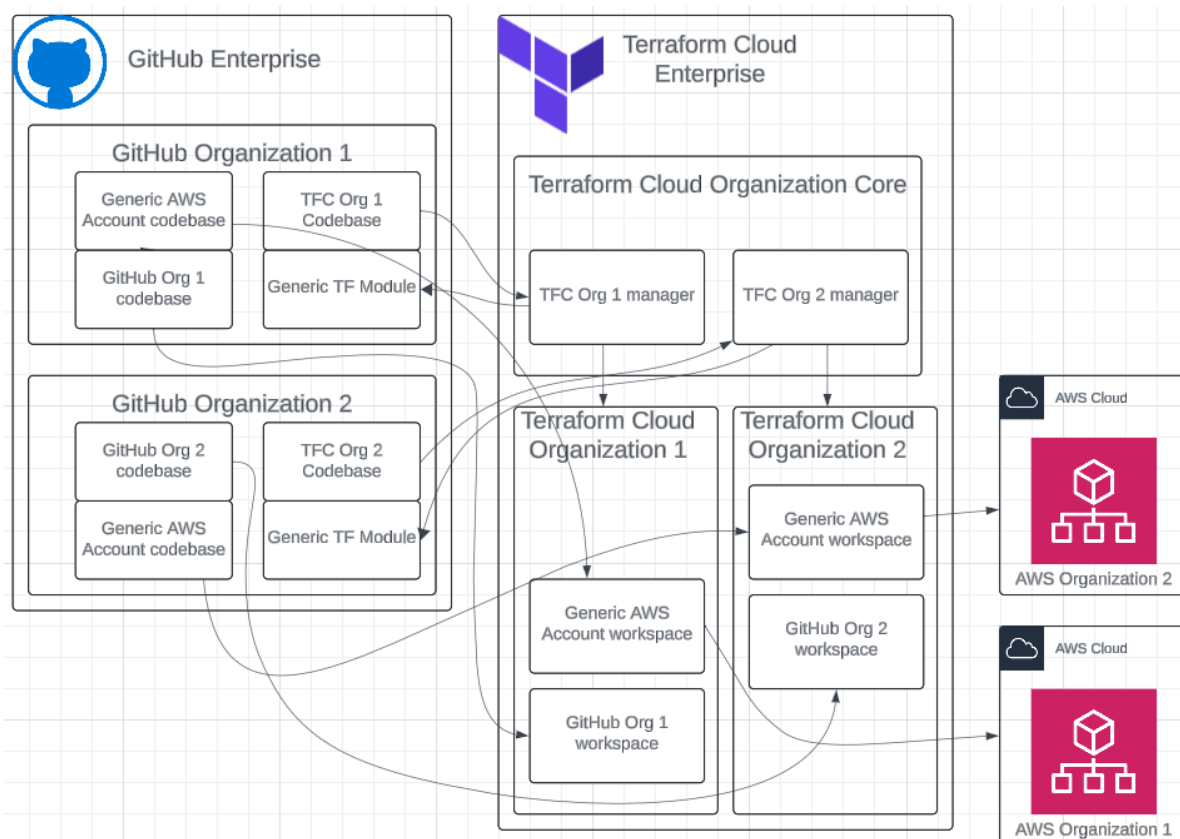 GitHub Enterprise
GitHub Organization 1
Generic AWS
Account codebase
TFC Org 1
Codebase
GitHub Org 1
codebase
Generic TF Module
GitHub Organization 2
GitHub Org 2
codebase
TFC Org 2
Codebase
Generic AWS
Account codebase
Generic TF Module
Terraform Cloud
Enterprise
Terraform Cloud Organization Core
TFC Org 1 manager
TFC Org 2 manager
Terraform Cloud
Organization 1
Generic AWS
Account workspace
GitHub Org 1
workspace
Terraform Cloud
Organization 2
Generic AWS
Account workspace
GitHub Org 2
workspace
AWS Cloud
AWS Organization 2
AWS Cloud
AWS Organization 1